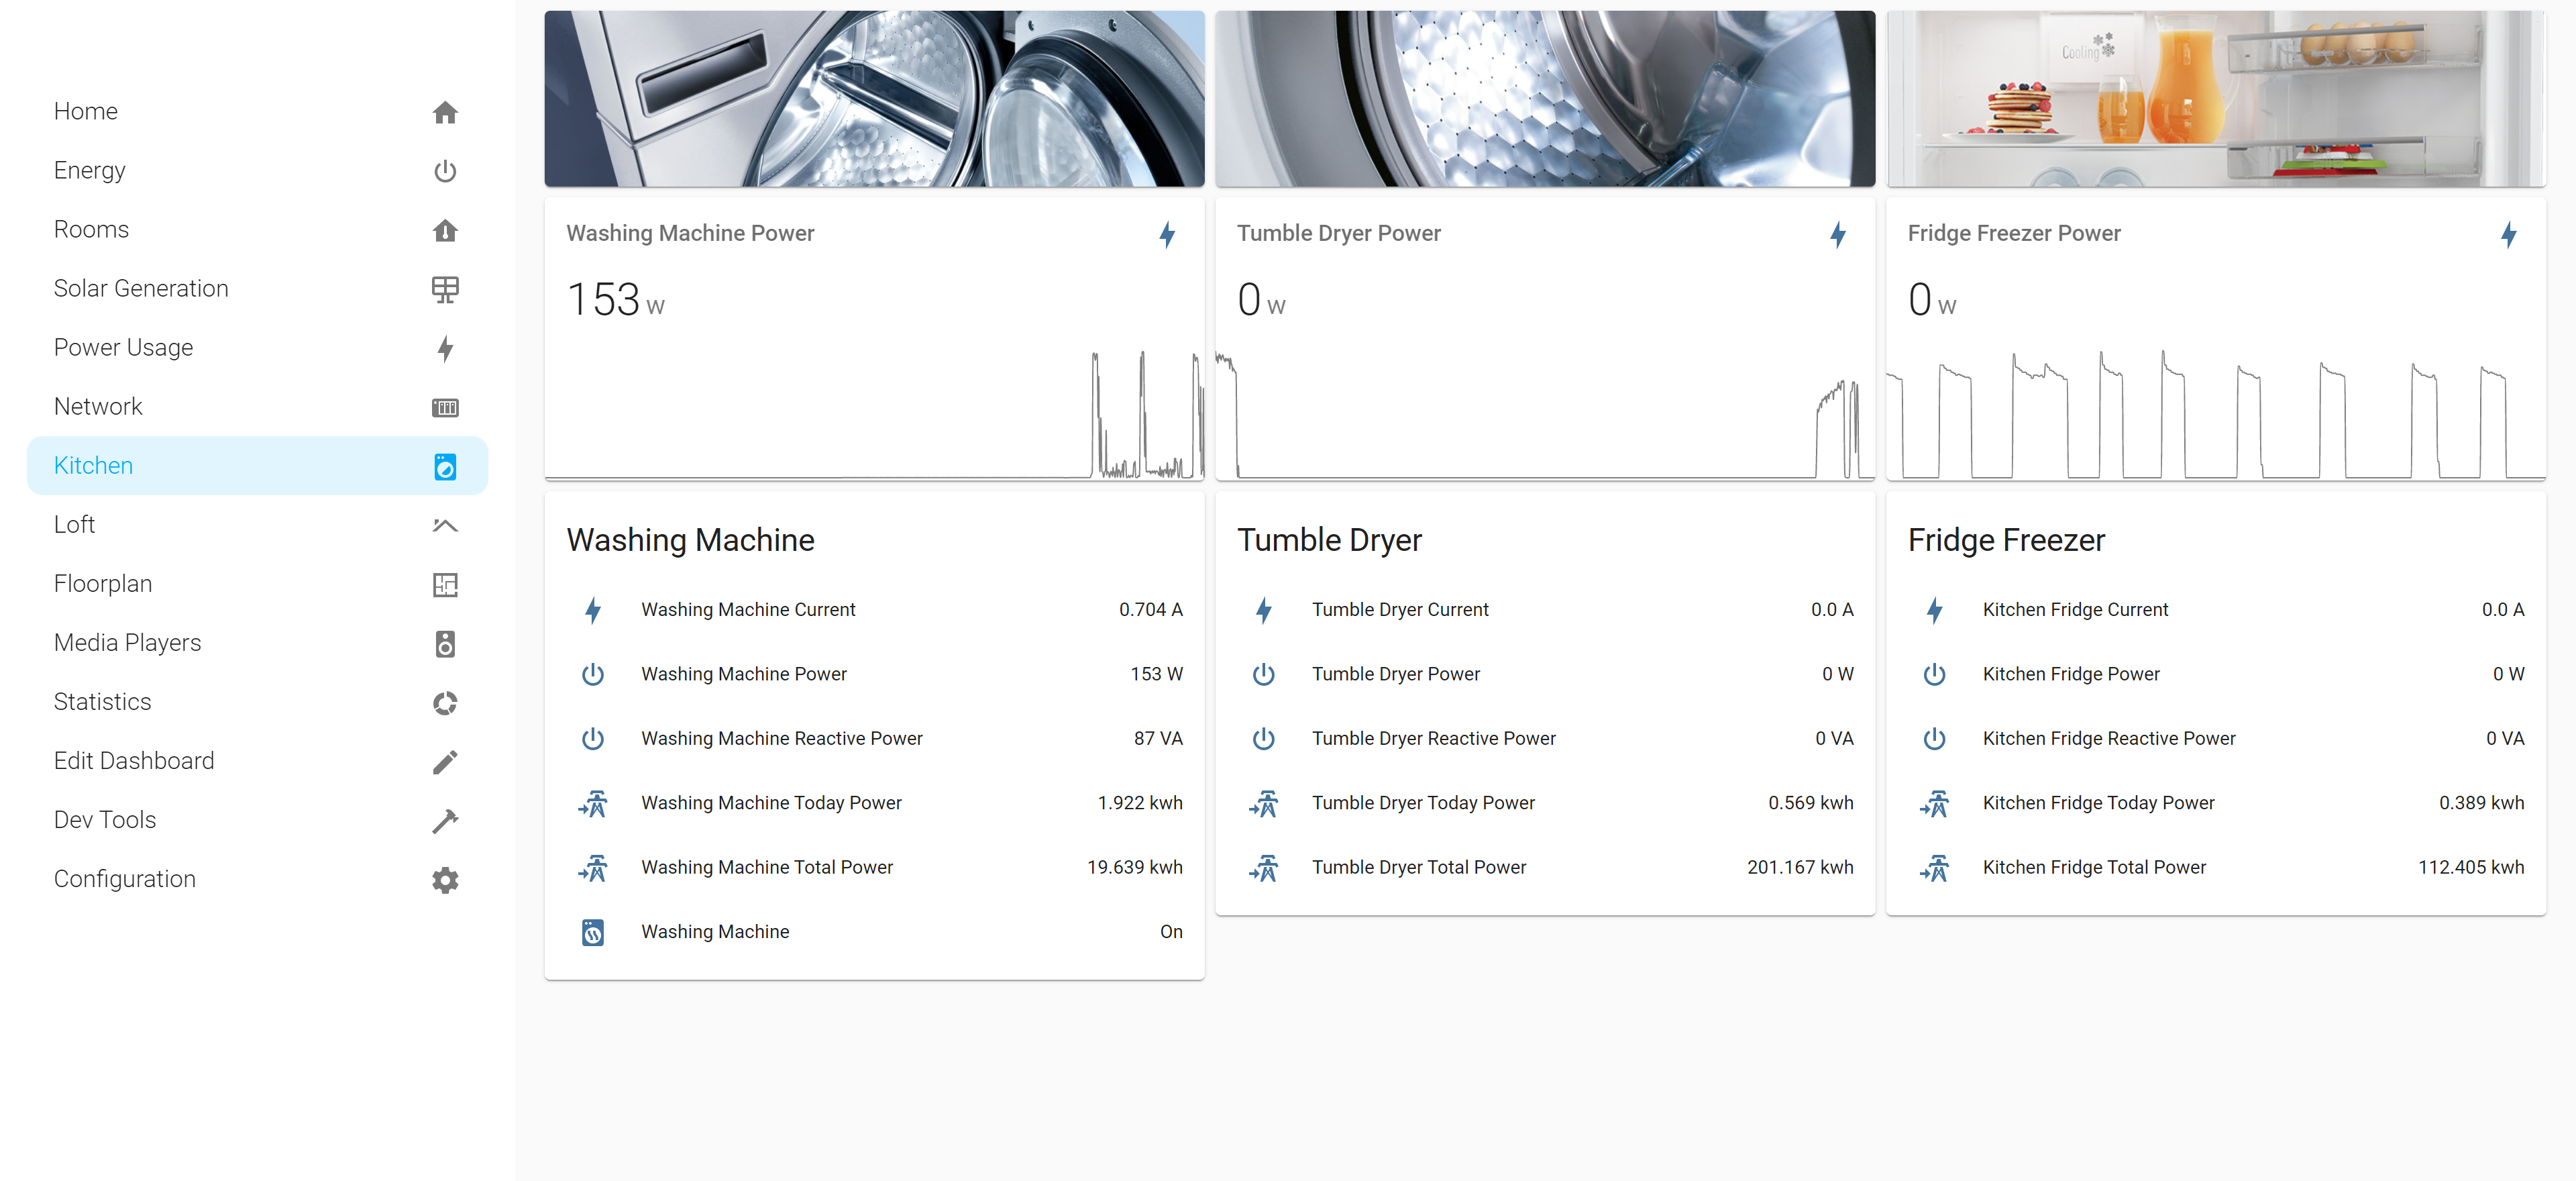 Home
Energy
Rooms
Solar Generation
Power Usage
Network
Kitchen
Loft
Floorplan
Media Players
Statistics
Edit Dashboard
Dev Tools
Configuration
Cooling
Washing Machine Power
153 W
Tumble Dryer Power
0 W
Fridge Freezer Power
0 W
Washing Machine
Washing Machine Current 0.704 A
Washing Machine Power 153 W
Washing Machine Reactive Power 87 VA
Washing Machine Today Power 1.922 kwh
Washing Machine Total Power 19.639 kwh
Washing Machine On
Tumble Dryer
Tumble Dryer Current 0.0 A
Tumble Dryer Power 0 W
Tumble Dryer Reactive Power 0 VA
Tumble Dryer Today Power 0.569 kwh
Tumble Dryer Total Power 201.167 kwh
Fridge Freezer
Kitchen Fridge Current 0.0 A
Kitchen Fridge Power 0 W
Kitchen Fridge Reactive Power 0 VA
Kitchen Fridge Today Power 0.389 kwh
Kitchen Fridge Total Power 112.405 kwh